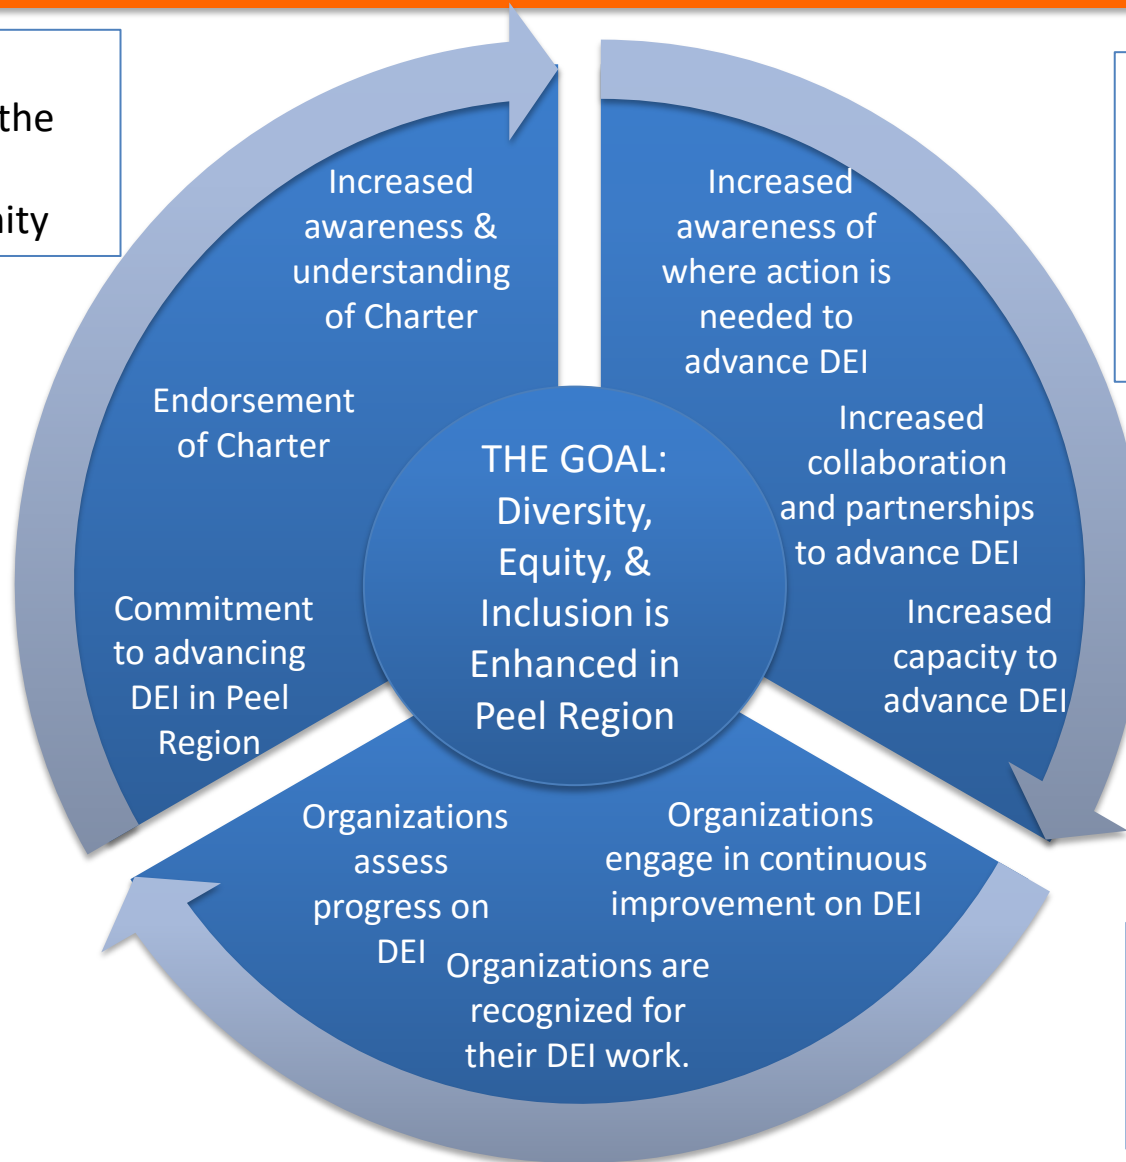 the
Increased
awareness &
understanding
of Charter
Endorsement
of Charter
Commitment
to advancing
DEI in Peel
Region
Increased
awareness of
where action is
needed to
advance DEI
Increased
collaboration
and partnerships
to advance DEI
Increased
capacity to
advance DEI
THE GOAL:
Diversity,
Equity, &
Inclusion is
Enhanced in
Peel Region
Organizations
engage in continuous
improvement on DEI
Organizations are
recognized for
their DEI work.
Organizations
assess
progress on
DEI